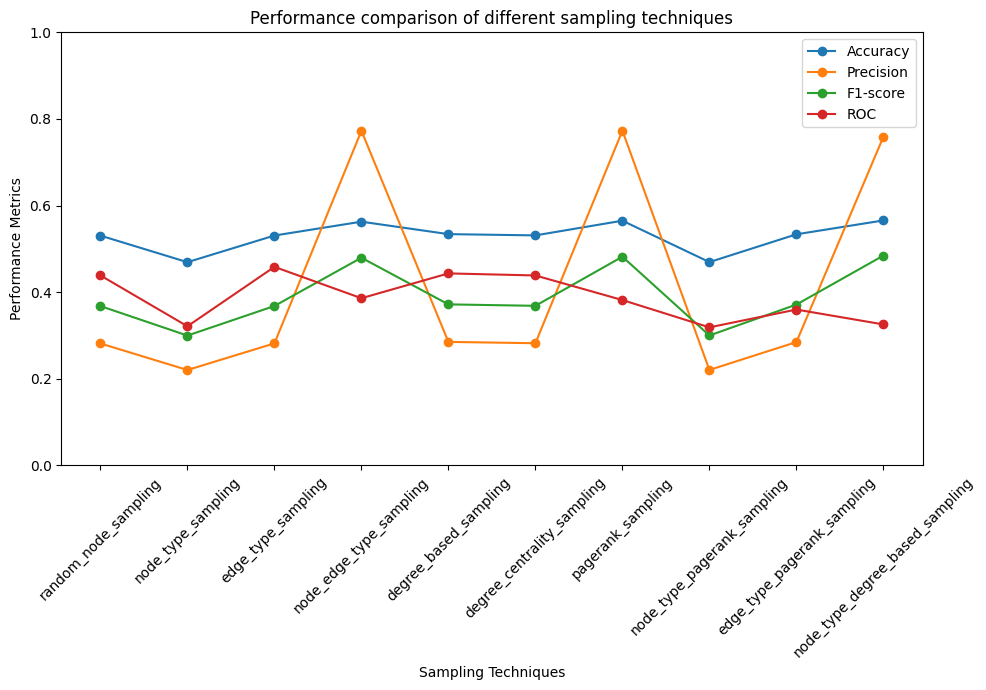 Performance comparison of different sampling techniques
Performance Metrics
1.0
0.8
0.6
0.4
0.2
0.0
Accuracy
Precision
F1-score
ROC
random_node_sampling
node_type_sampling
edge_type_sampling
node_edge_type_sampling
degree_based_sampling
degree_centrality_sampling
pagerank_sampling
node_type_pagerank_sampling
edge_type_pagerank_sampling
node_type_degree_based_sampling
Sampling Techniques